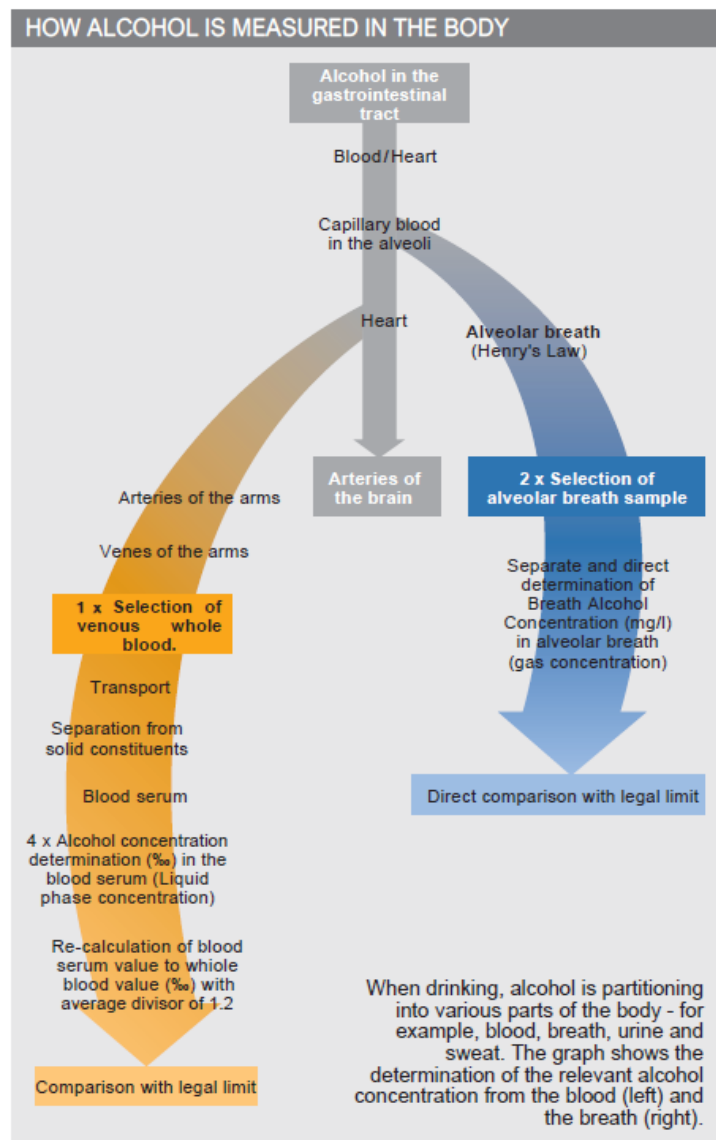 HOW ALCOHOL IS MEASURED IN THE BODY
Alcohol in the
gastrointestinal
tract
Blood/Heart
Capillary blood
in the alveoli
Heart
Alveolar breath
(Henry's Law)
Arteries of
the brain
2 x Selection of
alveolar breath sample
Arteries of the arms
Venes of the arms
1 x Selection of
venous whole
blood.
Transport
Separation from
solid constituents
Blood serum
4 x Alcohol concentration
determination (‰) in the
blood serum (Liquid
phase concentration)
Re-calculation of blood
serum value to whiole
blood value (‰) with
average divisor of 1.2
Comparison with legal limit
Separate and direct
determination of
Breath Alcohol
Concentration (mg/l)
in alveolar breath
(gas concentration)
Direct comparison with legal limit
When drinking, alcohol is partitioning
into various parts of the body - for
example, blood, breath, urine and
sweat. The graph shows the
determination of the relevant alcohol
concentration from the blood (left) and
the breath (right).